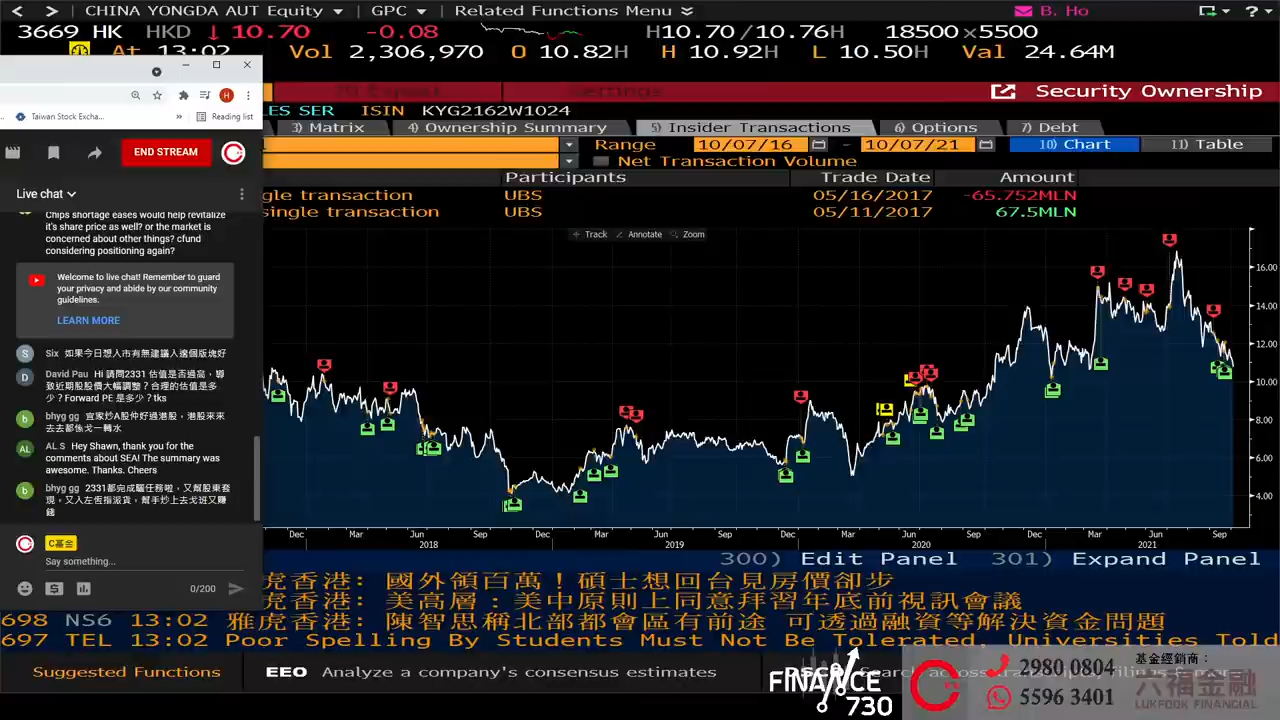 CHINA YONGDA AUT Equity GPC Related Functions Menu B. Ho
3669 HK HKD 10.70 -0.08 H10.70/10.76H 18500×5500
At 13:02 Vol 2,306,970 O 10.82H H 10.92H L 10.50H Val 24.64M
Security Ownership
LES SER ISIN KYG2162W1024
3) Matrix 4) Ownership Summary 5) Insider Transactions 6) Options 7) Debt
Range 10/07/16 - 10/07/21 10) Chart 11) Table
Net Transaction Volume
Participants Trade Date Amount
gle transaction UBS 05/16/2017 -65.752MLN
single transaction UBS 05/11/2017 67.5MLN
Track Annotate Zoom
16.00
14.00
12.00
10.00
8.00
6.00
4.00
Dec Mar Jun Sep Dec Mar Jun Sep Dec Mar Jun Sep Dec Mar Jun Sep
2018 2019 2020 2021
300) Edit Panel 301) Expand Panel
虎香港: 國外領百萬！碩士想回台見房價卻步
虎香港: 美高層：美中原則上同意拜習年底前視訊會議
698 NS6 13:02 雅虎香港: 陳智思稱北部都會區有前途 可透過融資等解決資金問題
697 TEL 13:02 Poor Spelling By Students Must Not Be Tolerated, Universities Told
Suggested Functions EEO Analyze a company's consensus estimates
Taiwan Stock Excha...
Reading list
END STREAM
Live chat
Chips shortage eases would help revitalize
it's share price as well? or the market is
concerned about other things? cfund
considering positioning again?
Welcome to live chat! Remember to guard
your privacy and abide by our community
guidelines.
LEARN MORE
Six 如果今日想入市有無建議入邊個版塊好
David Pau Hi 請問2331 估值是否過高，導
致近期股價大幅調整？合理的估值是多
少？Forward PE 是多少？tks
bhyg gg 宜家炒A股仲好過港股，港股來來
去去都係戈一轉水
AL S Hey Shawn, thank you for the
comments about SEA! The summary was
awesome. Thanks. Cheers
bhyg gg 2331都完成驅任務啦，又幫股東發
現，又入左恆指派貨，幫手炒上去戈班又賺
錢
C基金
Say something...
0/200
FINANCE
730
2980 0804
5596 3401
基金經銷商：
六福金融
LUKFOOK FINANCIAL